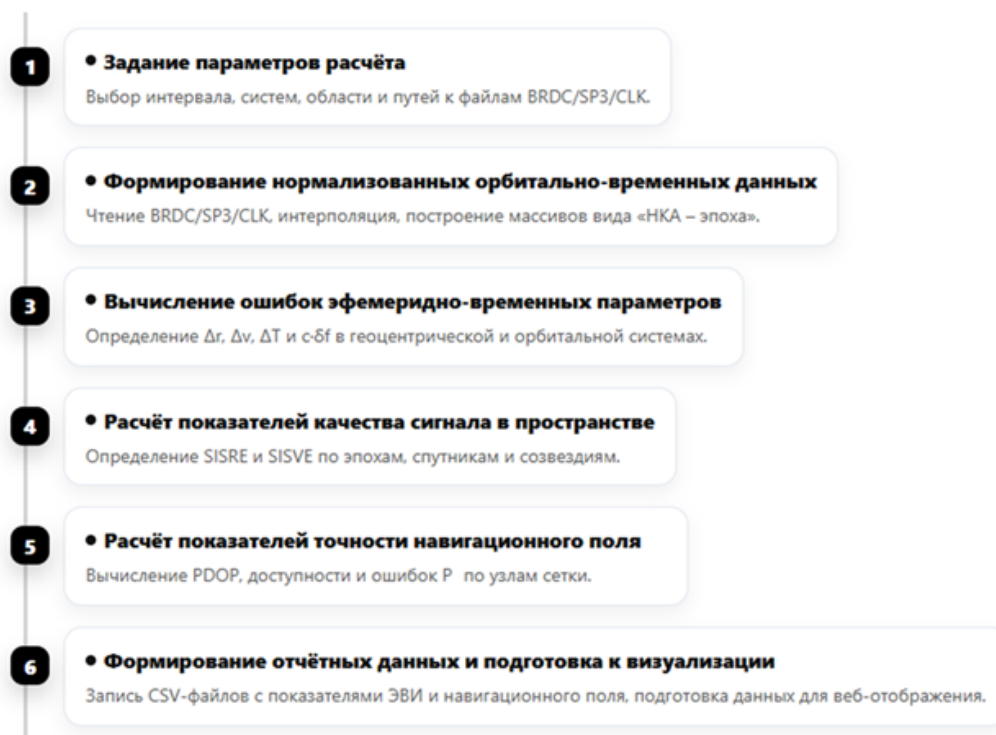 1
• Задание параметров расчёта
Выбор интервала, систем, области и путей к файлам BRDC/SP3/CLK.
2
• Формирование нормализованных орбитально-временных данных
Чтение BRDC/SP3/CLK, интерполяция, построение массивов вида «НКА – эпоха».
3
• Вычисление ошибок эфемеридно-временных параметров
Определение Δr, Δv, ΔT и c·δf в геоцентрической и орбитальной системах.
4
• Расчёт показателей качества сигнала в пространстве
Определение SISRE и SISVE по эпохам, спутникам и созвездиям.
5
• Расчёт показателей точности навигационного поля
Вычисление PDOP, доступности и ошибок P по узлам сетки.
6
• Формирование отчётных данных и подготовка к визуализации
Запись CSV-файлов с показателями ЭВИ и навигационного поля, подготовка данных для веб-отображения.